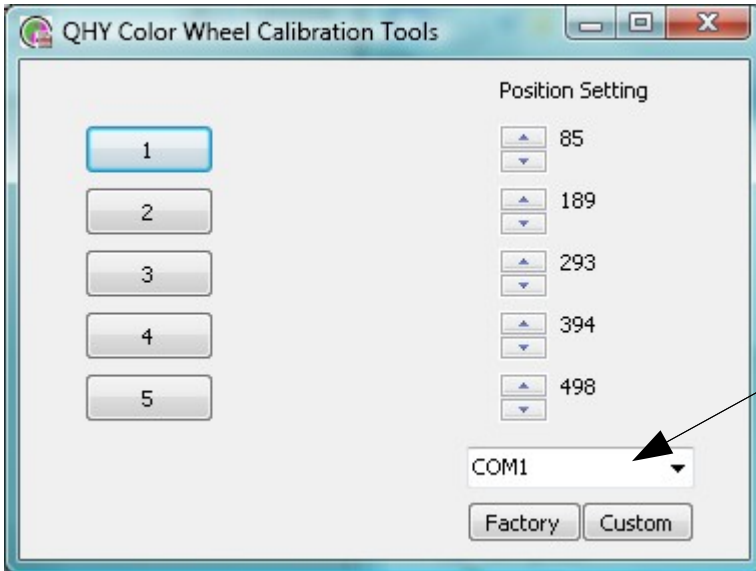 QHY Color Wheel Calibration Tools
Position Setting
1 85
2 189
3 293
4 394
5 498
COM1
Factory Custom